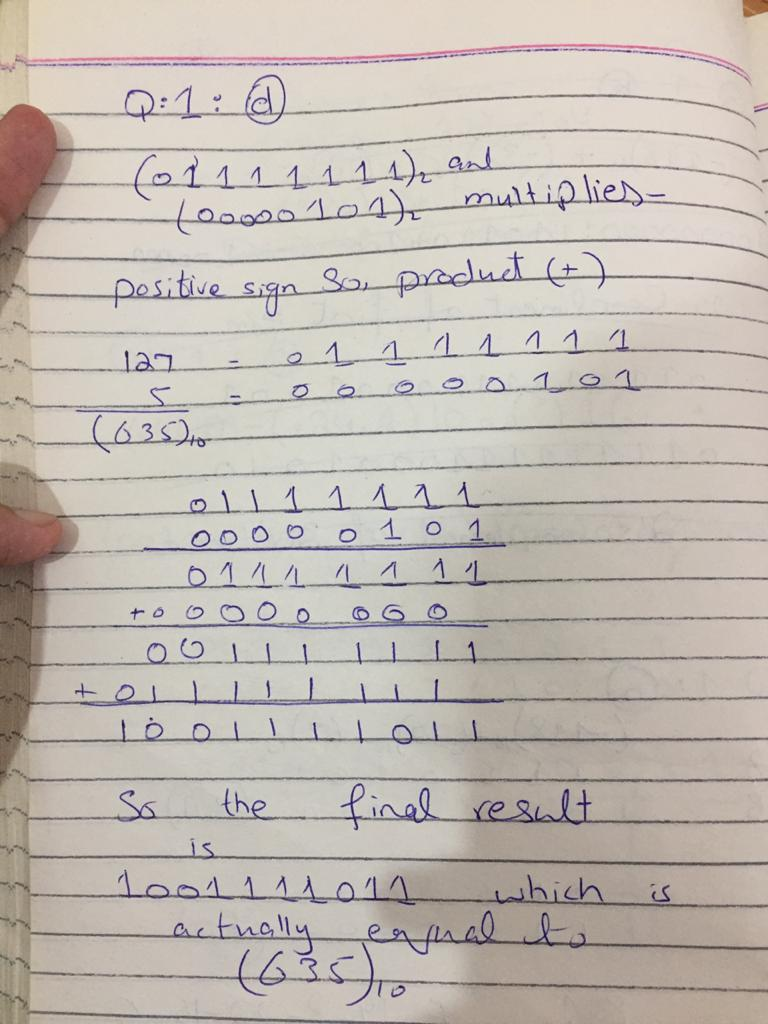 Q:1: (d)
(01111111)₂ and
(00000101)₂ multiplies-
positive sign So, product (+)
127 = 0 1 1 1 1 1 1 1
5 = 0 0 0 0 0 1 0 1
(635)₁₀
0 1 1 1 1 1 1 1
0 0 0 0 0 1 0 1
0 1 1 1 1 1 1 1
+ 0 0 0 0 0 0 0 0
0 0 1 1 1 1 1 1 1
+ 0 1 1 1 1 1 1 1
1 0 0 1 1 1 1 0 1 1
So the final result
is
1001111011 which is
actually equal to
(635)₁₀